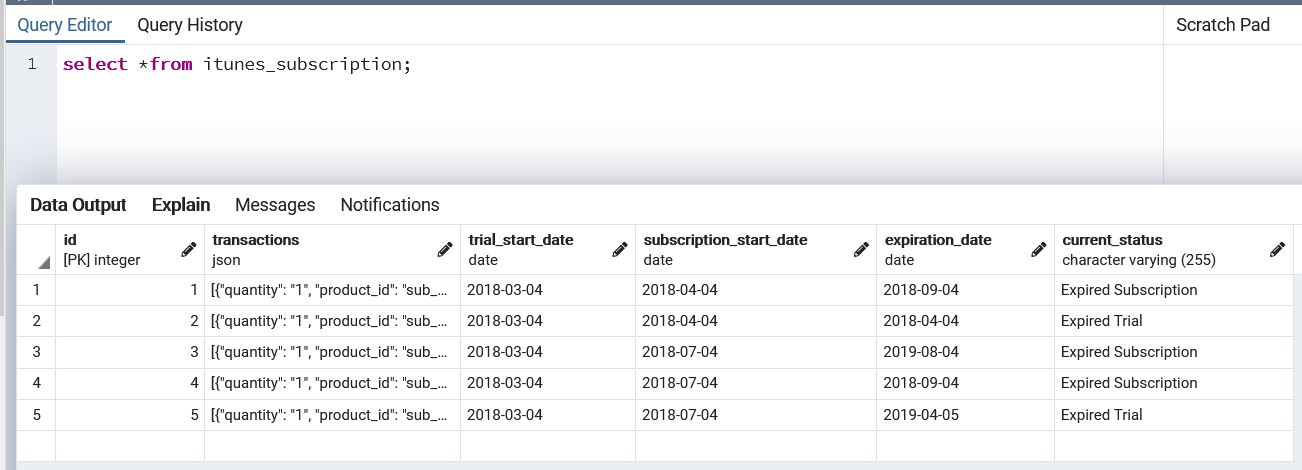 Query Editor Query History Scratch Pad
1 select *from itunes_subscription;
Data Output Explain Messages Notifications
id transactions trial_start_date subscription_start_date expiration_date current_status
[PK] integer json date date date character varying (255)
1 1 [{"quantity": "1", "product_id": "sub_... 2018-03-04 2018-04-04 2018-09-04 Expired Subscription
2 2 [{"quantity": "1", "product_id": "sub_... 2018-03-04 2018-04-04 2018-04-04 Expired Trial
3 3 [{"quantity": "1", "product_id": "sub_... 2018-03-04 2018-07-04 2019-08-04 Expired Subscription
4 4 [{"quantity": "1", "product_id": "sub_... 2018-03-04 2018-07-04 2018-09-04 Expired Subscription
5 5 [{"quantity": "1", "product_id": "sub_... 2018-03-04 2018-07-04 2019-04-05 Expired Trial